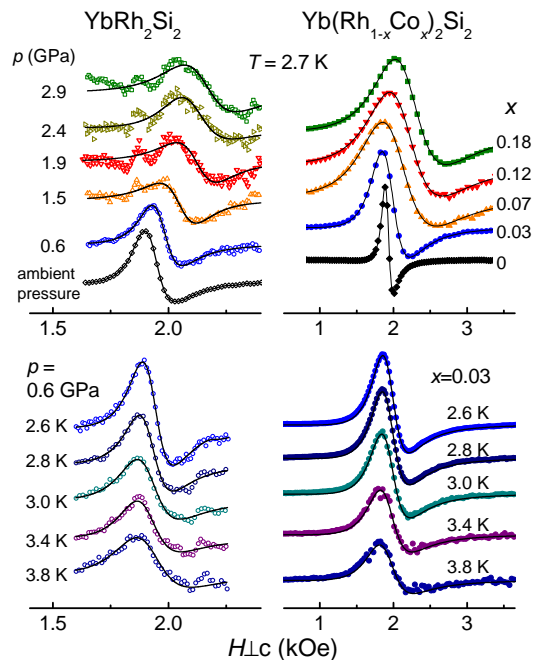 YbRh2Si2
Yb(Rh1-xCox)2Si2
p (GPa)
T = 2.7 K
x
2.9
2.4
1.9
1.5
0.6
ambient
pressure
0.18
0.12
0.07
0.03
0
1.5
2.0
1
2
3
p =
0.6 GPa
x=0.03
2.6 K
2.8 K
3.0 K
3.4 K
3.8 K
2.6 K
2.8 K
3.0 K
3.4 K
3.8 K
1.5
2.0
1
2
3
H⊥c (kOe)